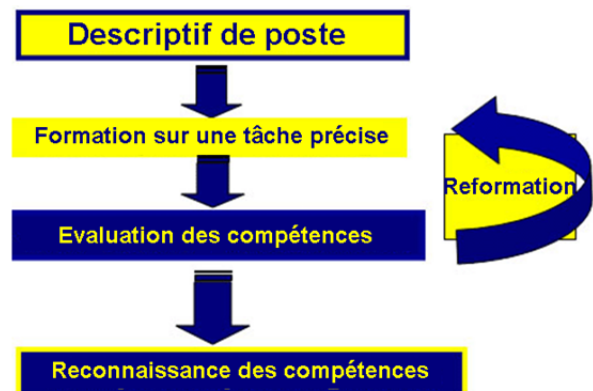 Descriptif de poste
Formation sur une tâche précise
Reformation
Evaluation des compétences
Reconnaissance des compétences